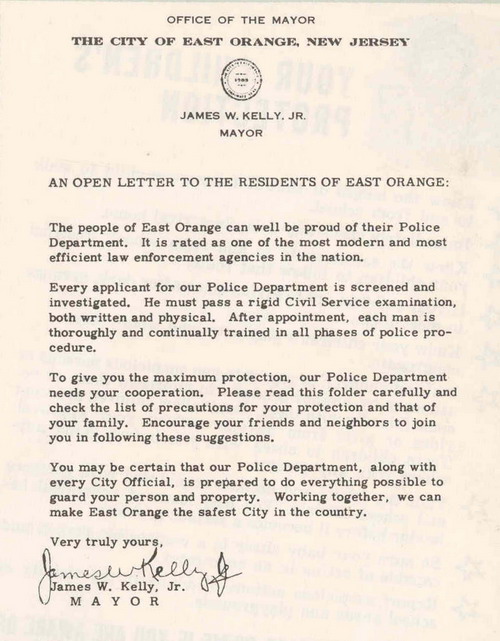 OFFICE OF THE MAYOR
THE CITY OF EAST ORANGE, NEW JERSEY
JAMES W. KELLY, JR.
MAYOR
AN OPEN LETTER TO THE RESIDENTS OF EAST ORANGE:
The people of East Orange can well be proud of their Police
Department. It is rated as one of the most modern and most
efficient law enforcement agencies in the nation.
Every applicant for our Police Department is screened and
investigated. He must pass a rigid Civil Service examination,
both written and physical. After appointment, each man is
thoroughly and continually trained in all phases of police pro-
cedure.
To give you the maximum protection, our Police Department
needs your cooperation. Please read this folder carefully and
check the list of precautions for your protection and that of
your family. Encourage your friends and neighbors to join
you in following these suggestions.
You may be certain that our Police Department, along with
every City Official, is prepared to do everything possible to
guard your person and property. Working together, we can
make East Orange the safest City in the country.
Very truly yours,
James W. Kelly, Jr
James W. Kelly, Jr.
MAYOR